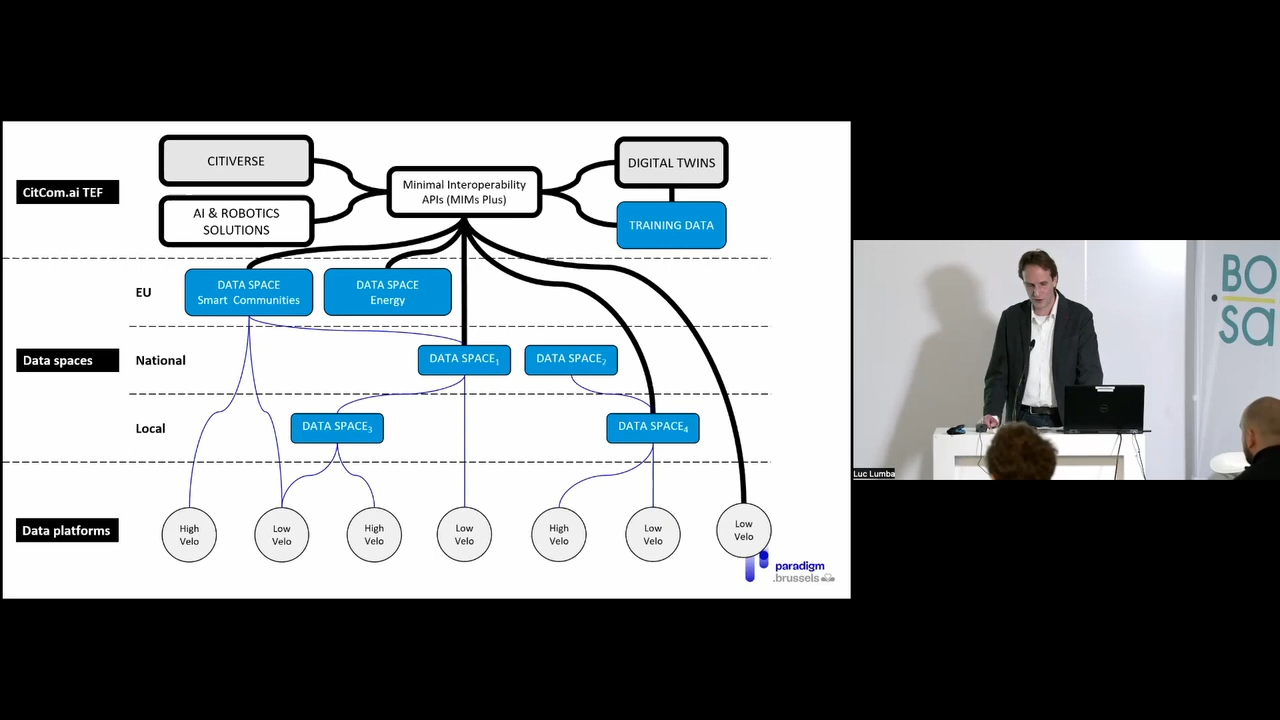 CITIVERSE
DIGITAL TWINS
CitCom.ai TEF
Minimal Interoperability
APIs (MIMs Plus)
AI & ROBOTICS
SOLUTIONS
TRAINING DATA
EU
DATA SPACE
Smart Communities
DATA SPACE
Energy
Data spaces
National
DATA SPACE1
DATA SPACE2
Local
DATA SPACE3
DATA SPACE4
Data platforms
High
Velo
Low
Velo
High
Velo
Low
Velo
High
Velo
Low
Velo
Low
Velo
paradigm
.brussels
BO
sa
Luc Lumba